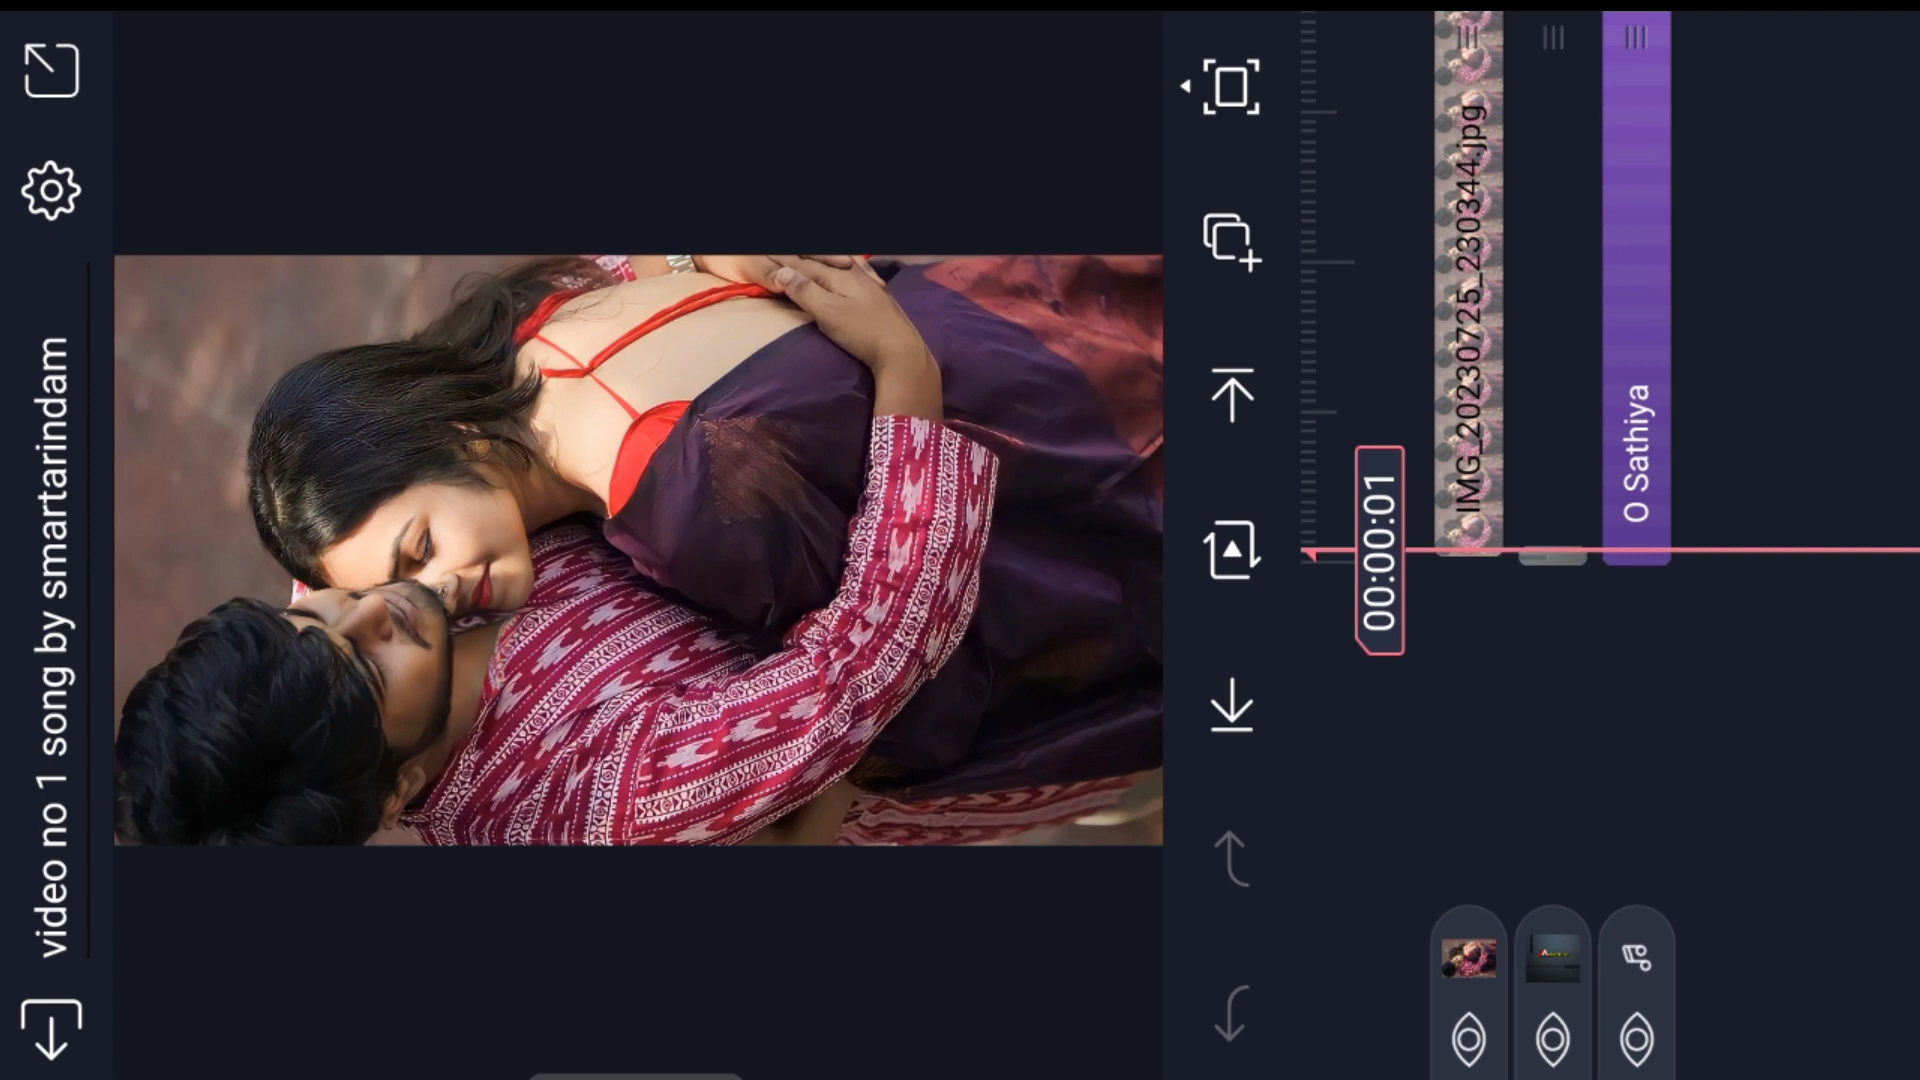 video no 1 song by smartarindam
00:00:01
IMG_20230725_230344.jpg
O Sathiya